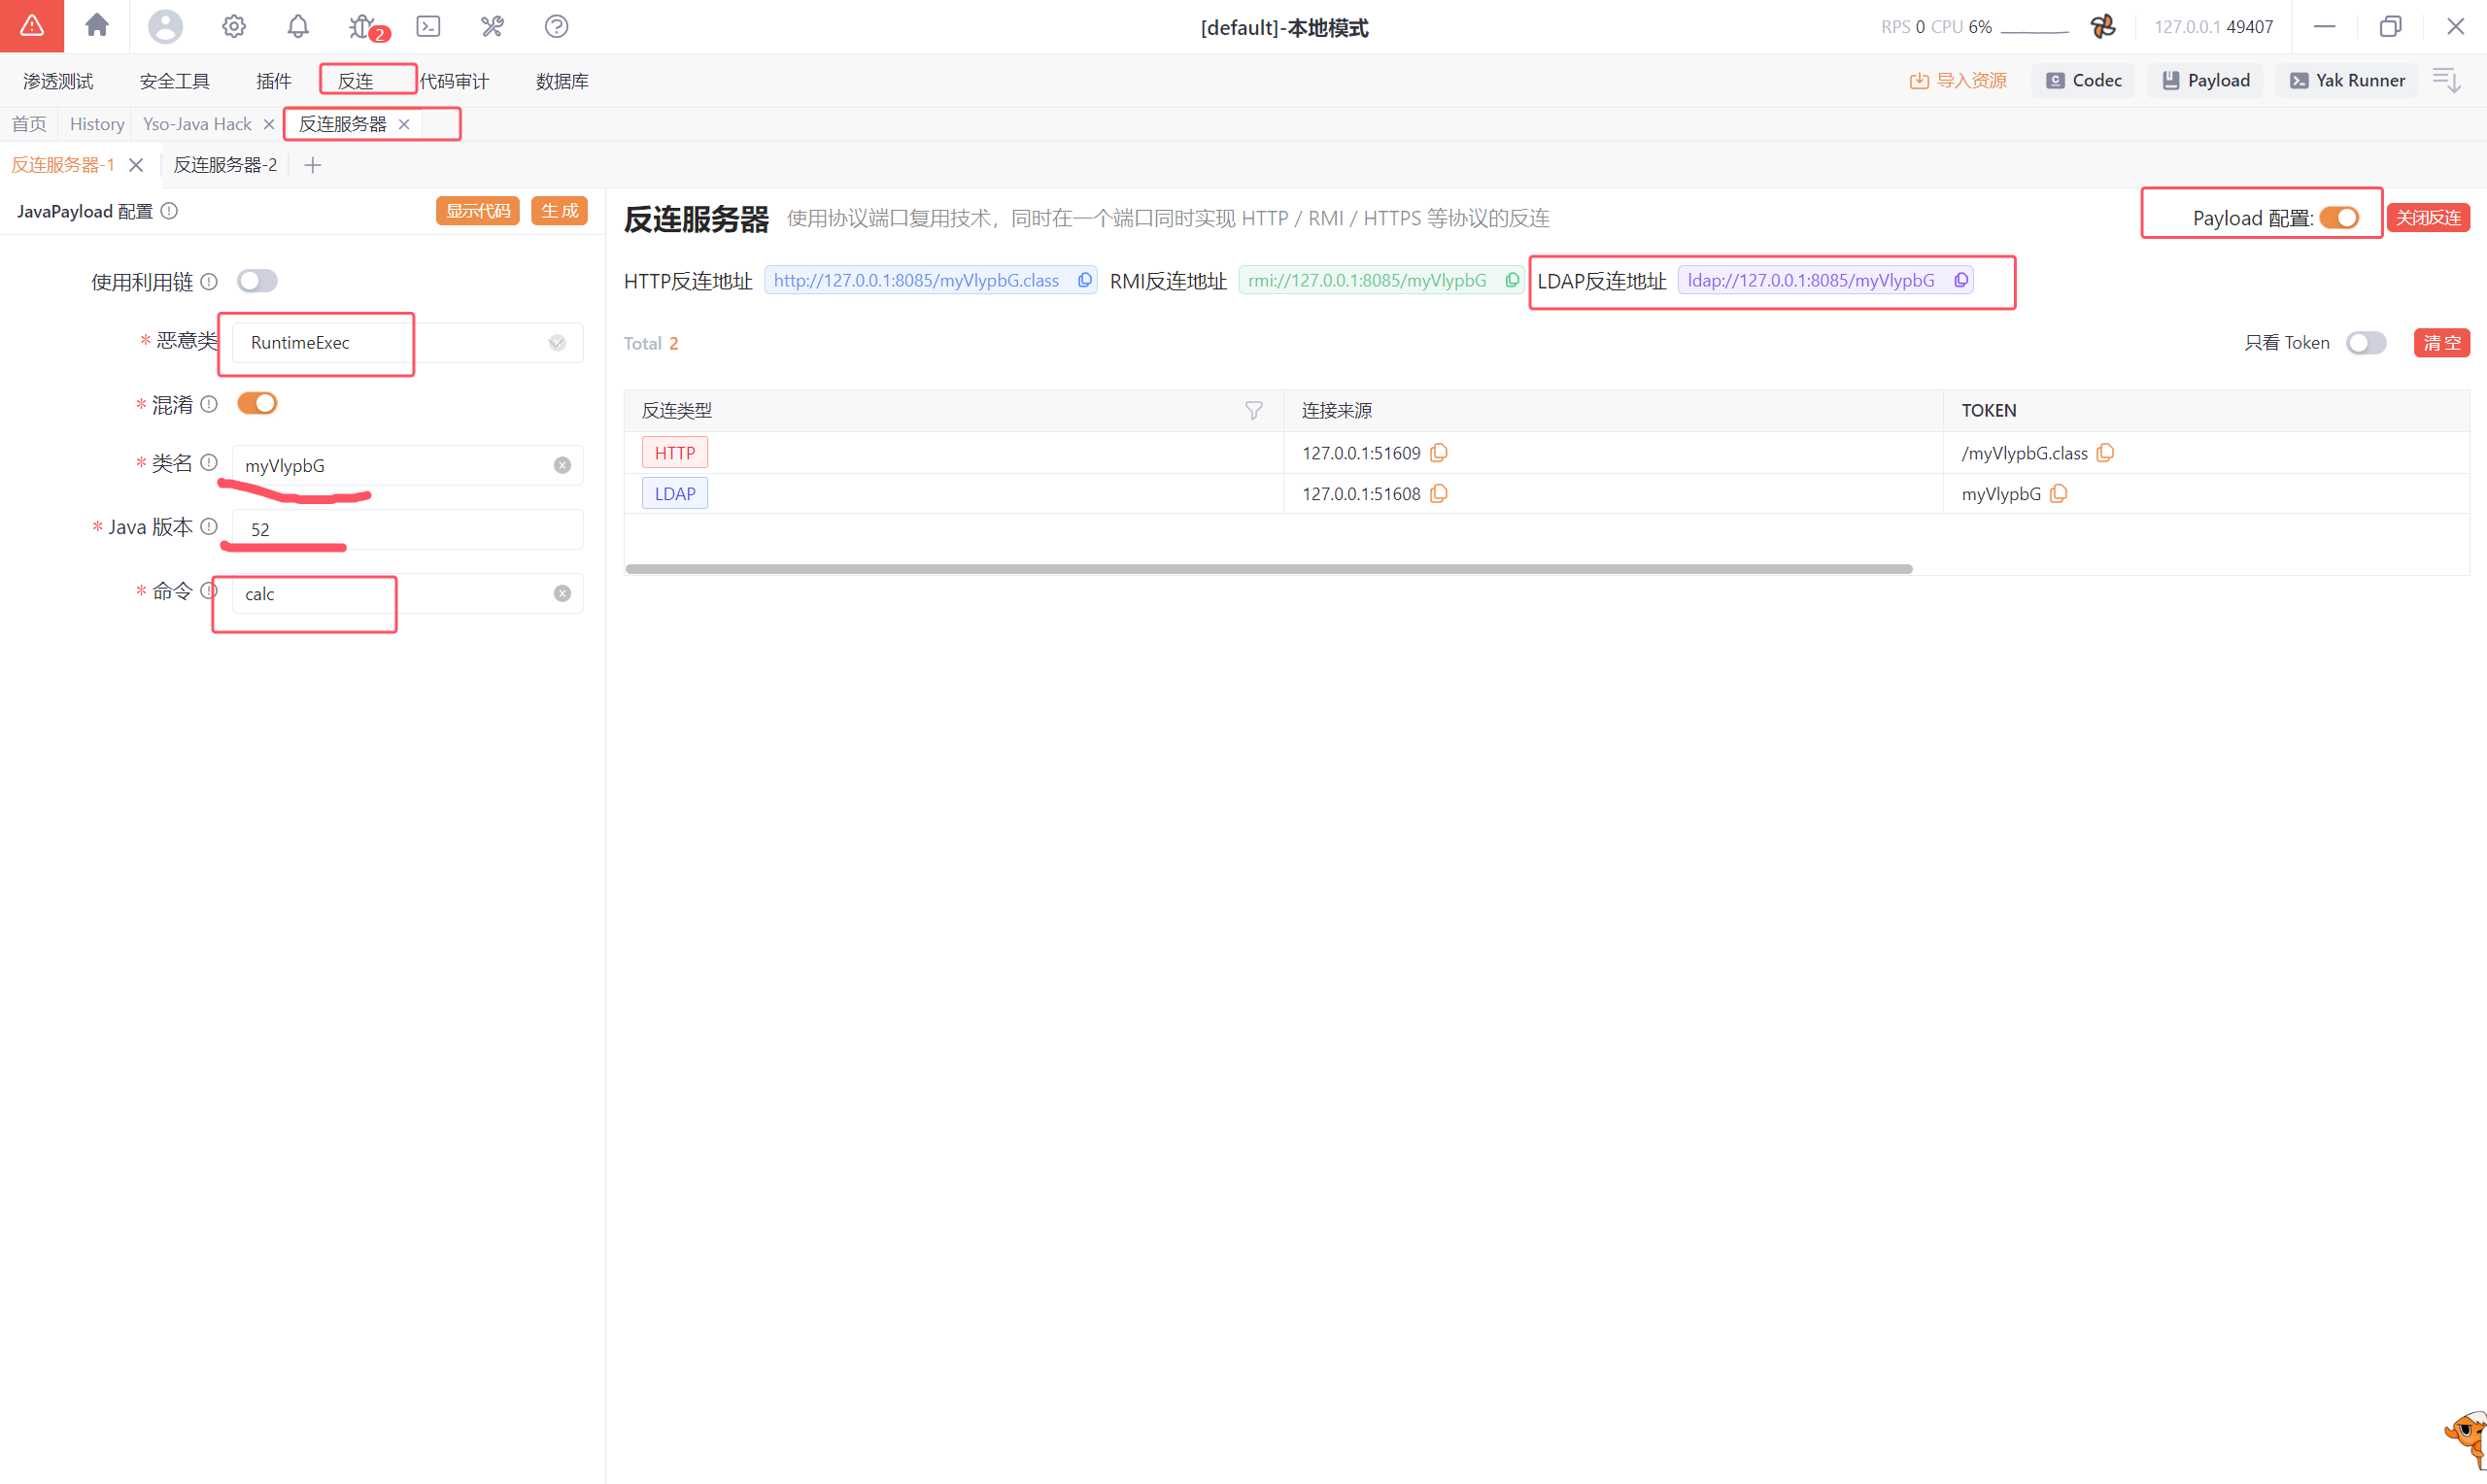 2
[default]-本地模式
RPS 0 CPU 6%
127.0.0.1 49407
渗透测试 安全工具 插件 反连 代码审计 数据库
导入资源 Codec Payload Yak Runner
首页 History Yso-Java Hack 反连服务器
反连服务器-1 反连服务器-2
JavaPayload 配置 显示代码 生成
使用利用链
* 恶意类 RuntimeExec
* 混淆
* 类名 myVlypbG
* Java 版本 52
* 命令 calc
反连服务器 使用协议端口复用技术，同时在一个端口同时实现 HTTP / RMI / HTTPS 等协议的反连
Payload 配置: 关闭反连
HTTP反连地址 http://127.0.0.1:8085/myVlypbG.class RMI反连地址 rmi://127.0.0.1:8085/myVlypbG LDAP反连地址 ldap://127.0.0.1:8085/myVlypbG
Total 2 只看 Token 清空
反连类型 连接来源 TOKEN
HTTP 127.0.0.1:51609 /myVlypbG.class
LDAP 127.0.0.1:51608 myVlypbG